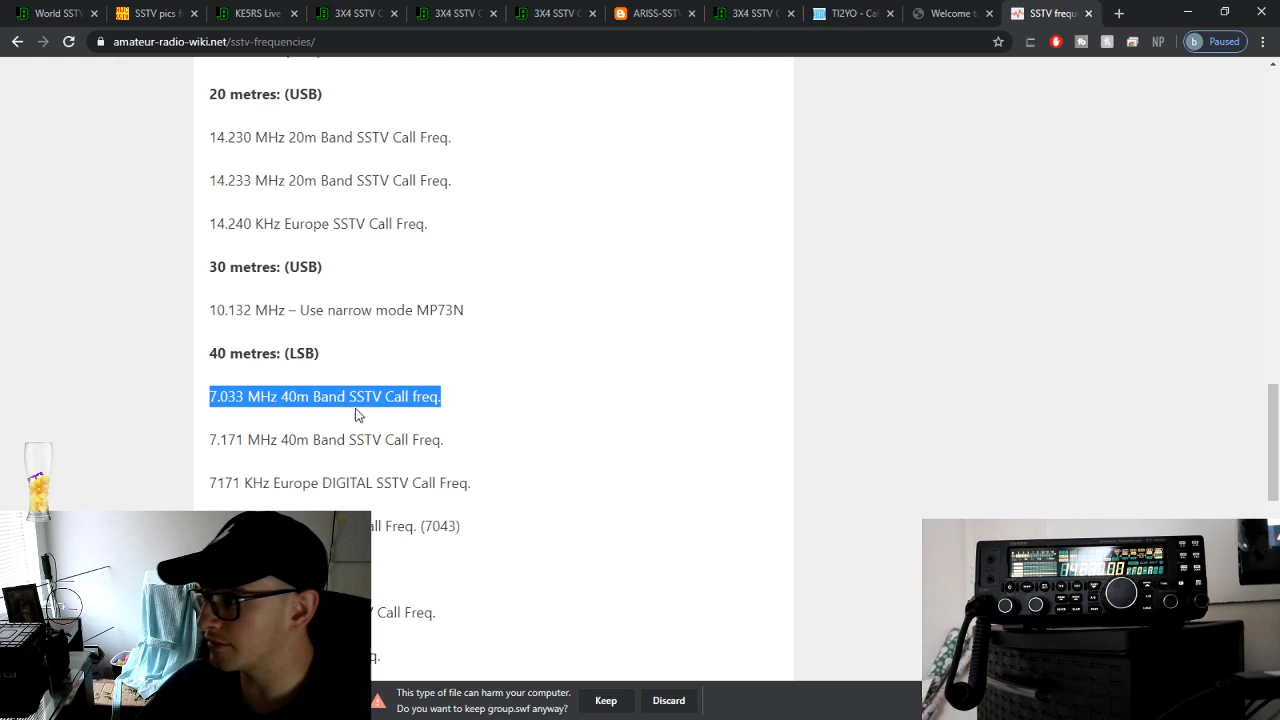 World SSTV
SSTV pics f
KE5RS Live
3X4 SSTV C
3X4 SSTV C
3X4 SSTV C
ARISS-SSTV
3X4 SSTV C
TI2YO - Ca
Welcome t
SSTV frequ
amateur-radio-wiki.net/sstv-frequencies/
NP
b Paused
20 metres: (USB)
14.230 MHz 20m Band SSTV Call Freq.
14.233 MHz 20m Band SSTV Call Freq.
14.240 KHz Europe SSTV Call Freq.
30 metres: (USB)
10.132 MHz – Use narrow mode MP73N
40 metres: (LSB)
7.033 MHz 40m Band SSTV Call freq.
7.171 MHz 40m Band SSTV Call Freq.
7171 KHz Europe DIGITAL SSTV Call Freq.
all Freq. (7043)
V Call Freq.
q.
This type of file can harm your computer.
Do you want to keep group.swf anyway?
Keep
Discard